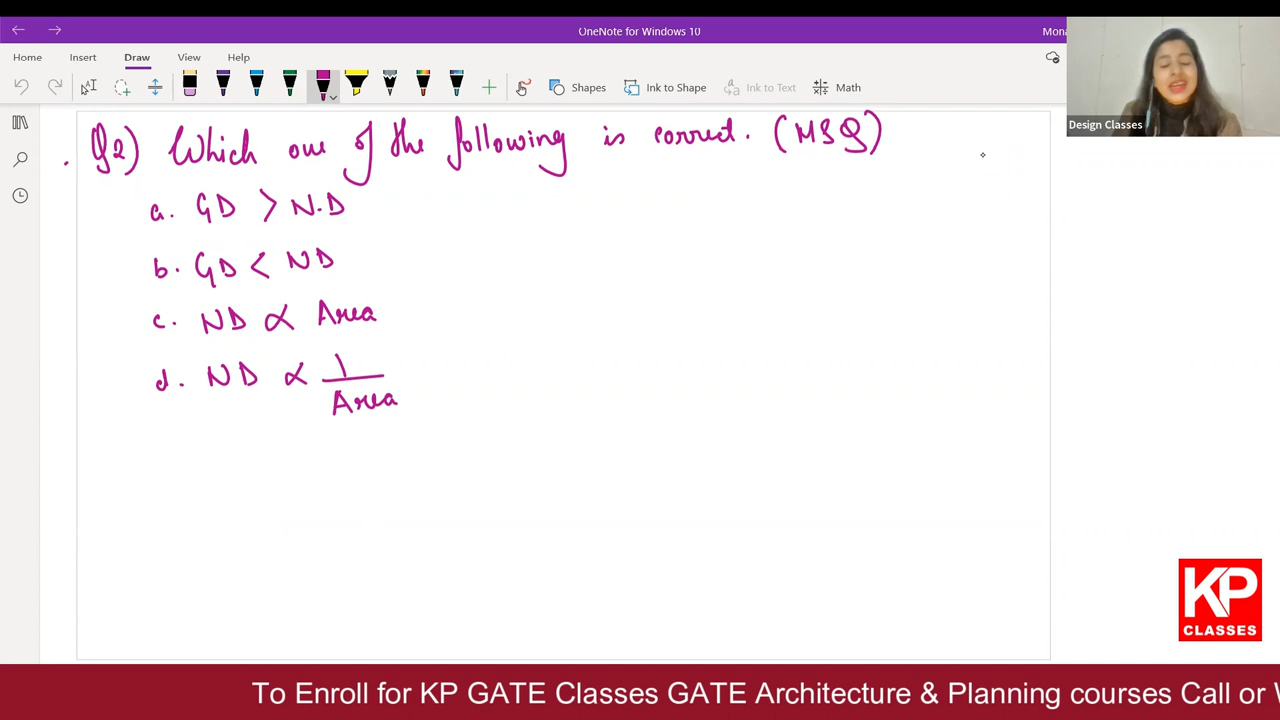 OneNote for Windows 10
Mona
Home Insert Draw View Help
Shapes Ink to Shape Ink to Text Math
Design Classes
Q2) Which one of the following is correct. (MSQ)
a. GD > N.D
b. GD < ND
c. ND ∝ Area
d. ND ∝ 1
Area
KP
CLASSES
To Enroll for KP GATE Classes GATE Architecture & Planning courses Call or W